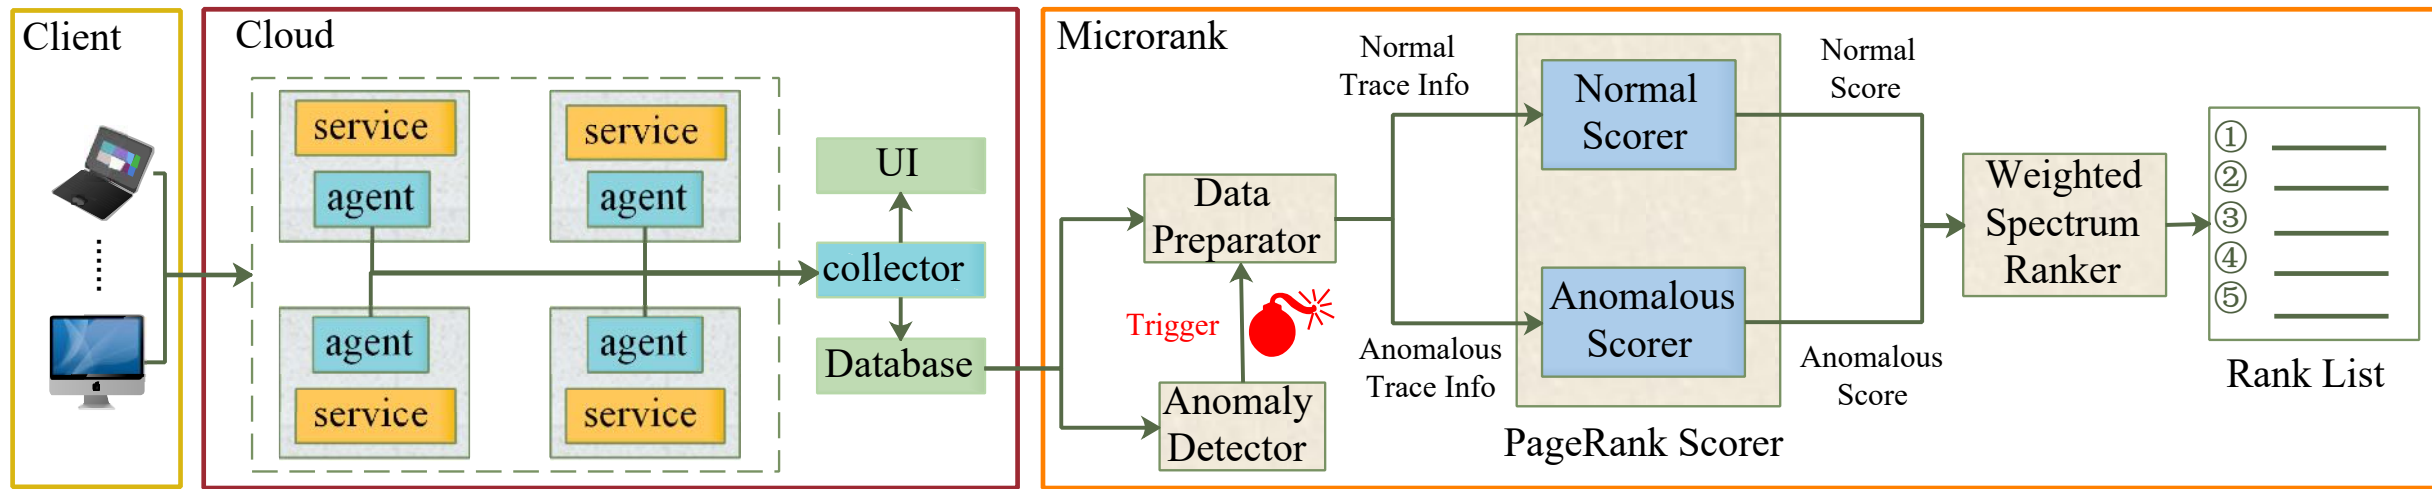 Client
Cloud
service
agent
service
agent
agent
service
agent
service
UI
collector
Database
Microrank
Data
Preparator
Trigger
Anomaly
Detector
Normal
Trace Info
Anomalous
Trace Info
Normal
Scorer
Anomalous
Scorer
PageRank Scorer
Normal
Score
Anomalous
Score
Weighted
Spectrum
Ranker
①
②
③
④
⑤
Rank List